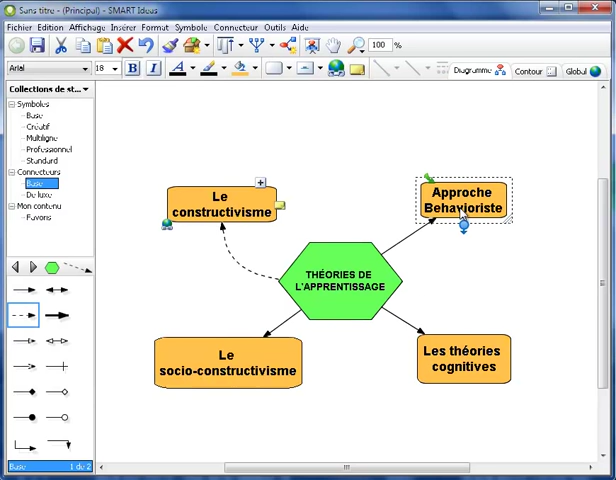 Sans titre - (Principal) - SMART Ideas
Fichier Edition Affichage Insérer Format Symbole Connecteur Outils Aide
100 %
Arial 18 B I A Diagramme Contour Global
Collections de st...
Symboles
Base
Créatif
Multiligne
Professionnel
Standard
Connecteurs
Base
De luxe
Mon contenu
Favoris
Le
constructivisme
Approche
Behavioriste
THÉORIES DE
L'APPRENTISSAGE
Le
socio-constructivisme
Les théories
cognitives
Base 1 de 2